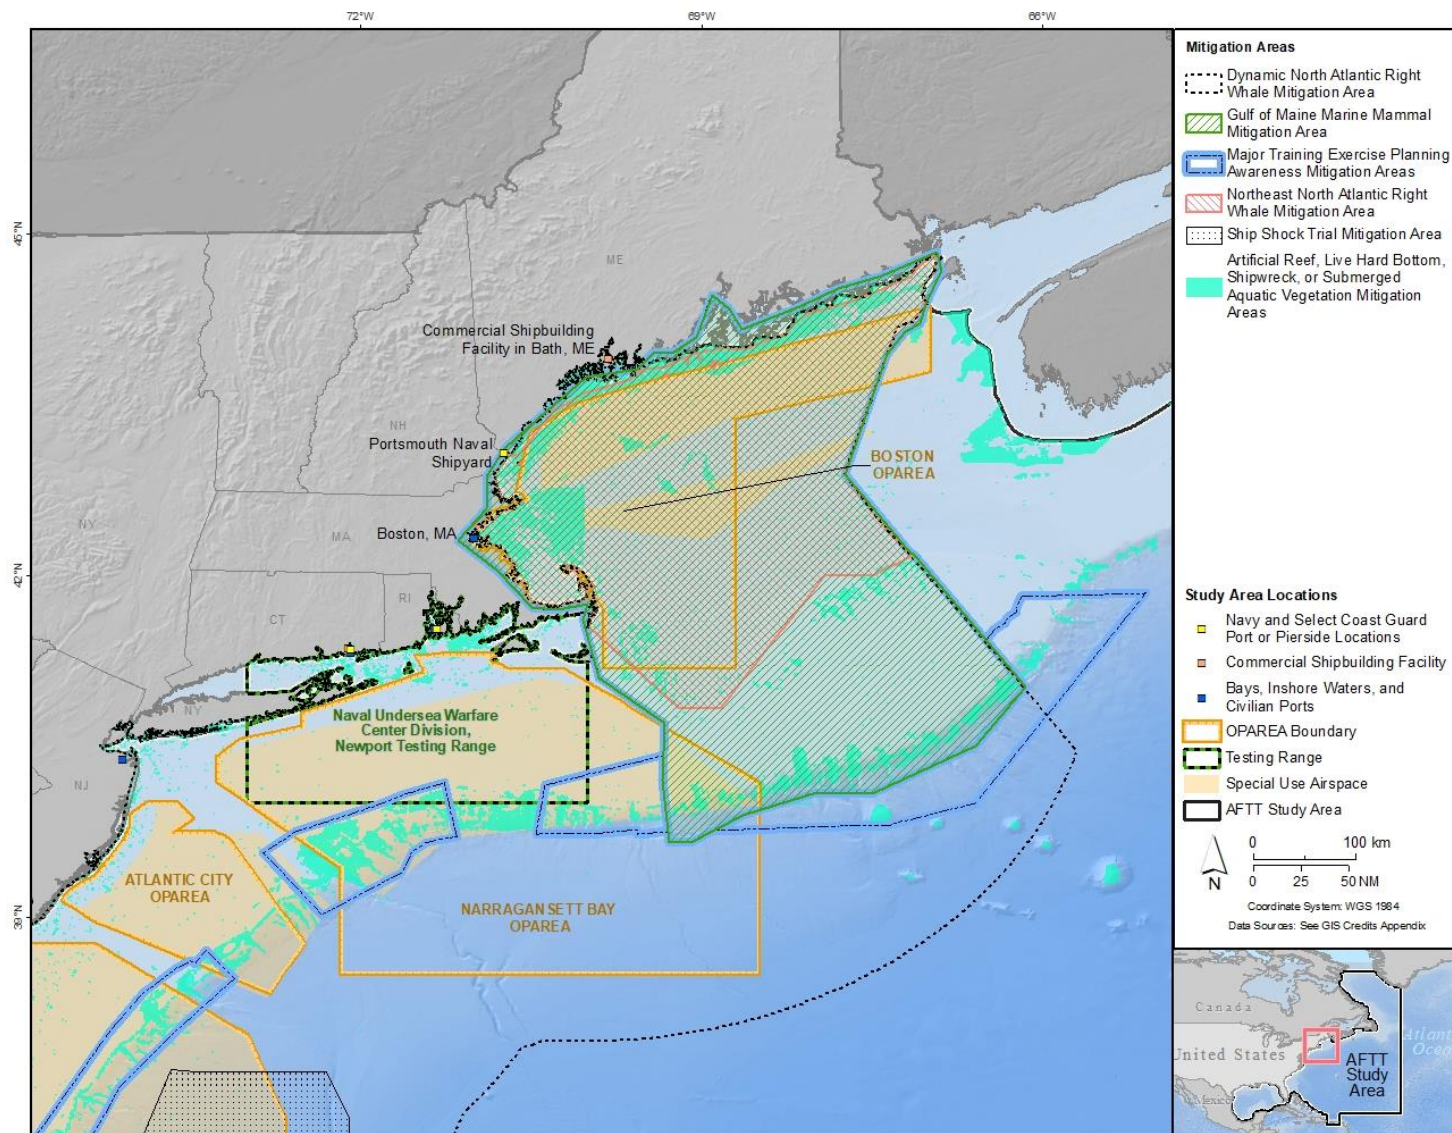 72°W
69°W
66°W
45°N
42°N
39°N
ME
Commercial Shipbuilding
Facility in Bath, ME
NH
Portsmouth Naval
Shipyard
BOSTON
OPAREA
NY
MA
Boston, MA
CT
RI
NY
Naval Undersea Warfare
Center Division,
Newport Testing Range
NJ
ATLANTIC CITY
OPAREA
NARRAGANSETT BAY
OPAREA
Mitigation Areas
Dynamic North Atlantic Right
Whale Mitigation Area
Gulf of Maine Marine Mammal
Mitigation Area
Major Training Exercise Planning
Awareness Mitigation Areas
Northeast North Atlantic Right
Whale Mitigation Area
Ship Shock Trial Mitigation Area
Artificial Reef, Live Hard Bottom,
Shipwreck, or Submerged
Aquatic Vegetation Mitigation
Areas
Study Area Locations
Navy and Select Coast Guard
Port or Pierside Locations
Commercial Shipbuilding Facility
Bays, Inshore Waters, and
Civilian Ports
OPAREA Boundary
Testing Range
Special Use Airspace
AFTT Study Area
N
0 100 km
0 25 50 NM
Coordinate System: WGS 1984
Data Sources: See GIS Credits Appendix
Canada
United States
Mexico
AFTT
Study
Area